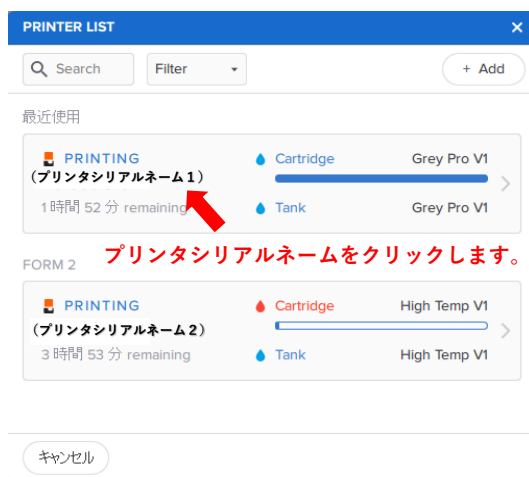 PRINTER LIST ×
Search Filter + Add
最近使用
PRINTING Cartridge Grey Pro V1
（プリンタシリアルネーム１）
1時間 52 分 remaining Tank Grey Pro V1
プリンタシリアルネームをクリックします。
FORM 2
PRINTING Cartridge High Temp V1
（プリンタシリアルネーム２）
3 時間 53 分 remaining Tank High Temp V1
キャンセル